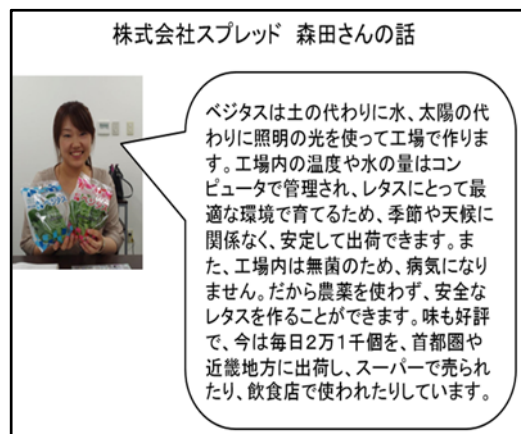 株式会社スプレッド　森田さんの話
ベジタスは土の代わりに水、太陽の代
わりに照明の光を使って工場で作りま
す。工場内の温度や水の量はコン
ピュータで管理され、レタスにとって最
適な環境で育てるため、季節や天候に
関係なく、安定して出荷できます。ま
た、工場内は無菌のため、病気になり
ません。だから農薬を使わず、安全な
レタスを作ることができます。味も好評
で、今は毎日2万1千個を、首都圏や
近畿地方に出荷し、スーパーで売られ
たり、飲食店で使われたりしています。